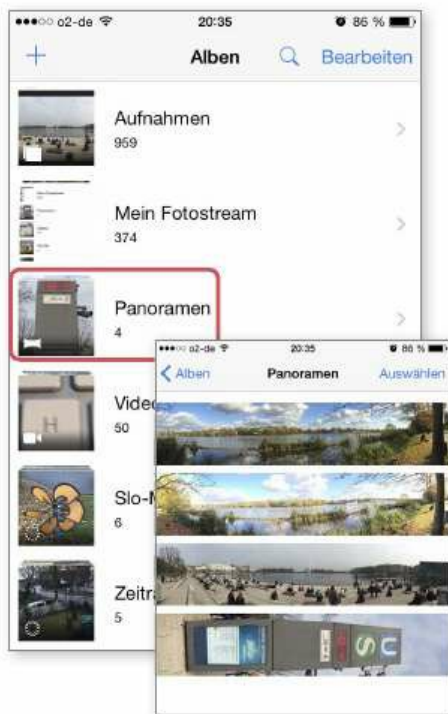 o2-de 20:35 86 %
+ Alben Bearbeiten
Aufnahmen
959
Mein Fotostream
374
Panoramen
4
Videos
50
Slo-M
6
Zeitr
5
o2-de 20:35 86 %
Alben Panoramen Auswählen
H
U S